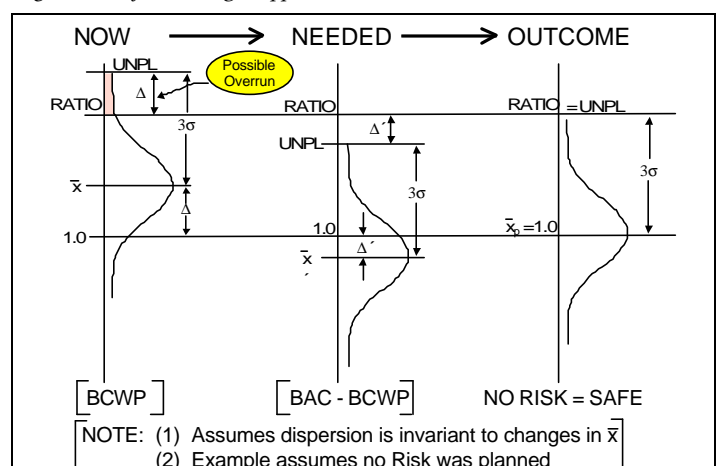 NOW NEEDED OUTCOME
UNPL
Possible
Overrun
Δ
RATIO
3σ
x̄
Δ
1.0
RATIO
Δ´
UNPL
3σ
1.0
Δ´
x̄
´
RATIO =UNPL
3σ
x̄p =1.0
[BCWP] [BAC - BCWP] NO RISK = SAFE
NOTE: (1) Assumes dispersion is invariant to changes in x̄
(2) Example assumes no Risk was planned